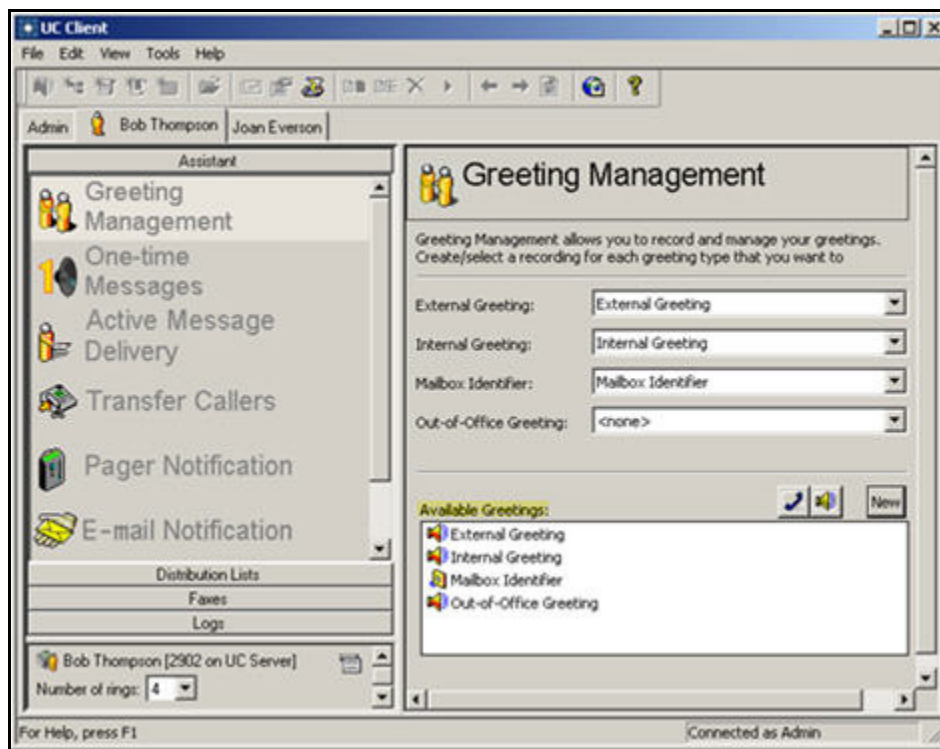 UC Client
File Edit View Tools Help
Admin Bob Thompson Joan Everson
Assistant
Greeting
Management
One-time
Messages
Active Message
Delivery
Transfer Callers
Pager Notification
E-mail Notification
Distribution Lists
Faxes
Logs
Bob Thompson [2902 on UC Server]
Number of rings: 4
Greeting Management
Greeting Management allows you to record and manage your greetings.
Create/select a recording for each greeting type that you want to
External Greeting: External Greeting
Internal Greeting: Internal Greeting
Mailbox Identifier: Mailbox Identifier
Out-of-Office Greeting: <none>
New
Available Greetings:
External Greeting
Internal Greeting
Mailbox Identifier
Out-of-Office Greeting
For Help, press F1
Connected as Admin